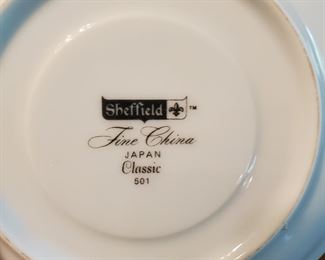 Sheffield ™
Fine China
JAPAN
Classic
501